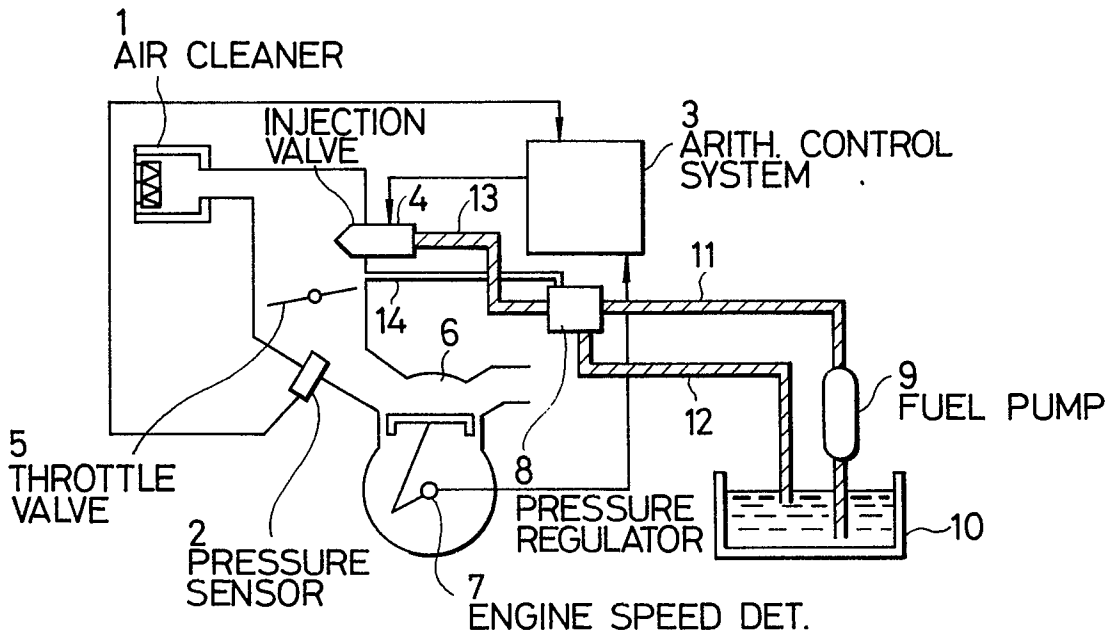 1
AIR CLEANER
INJECTION
VALVE
3
ARITH. CONTROL
SYSTEM
4
13
11
14
6
12
9
FUEL PUMP
5
THROTTLE
VALVE
8
PRESSURE
REGULATOR
10
2
PRESSURE
SENSOR
7
ENGINE SPEED DET.